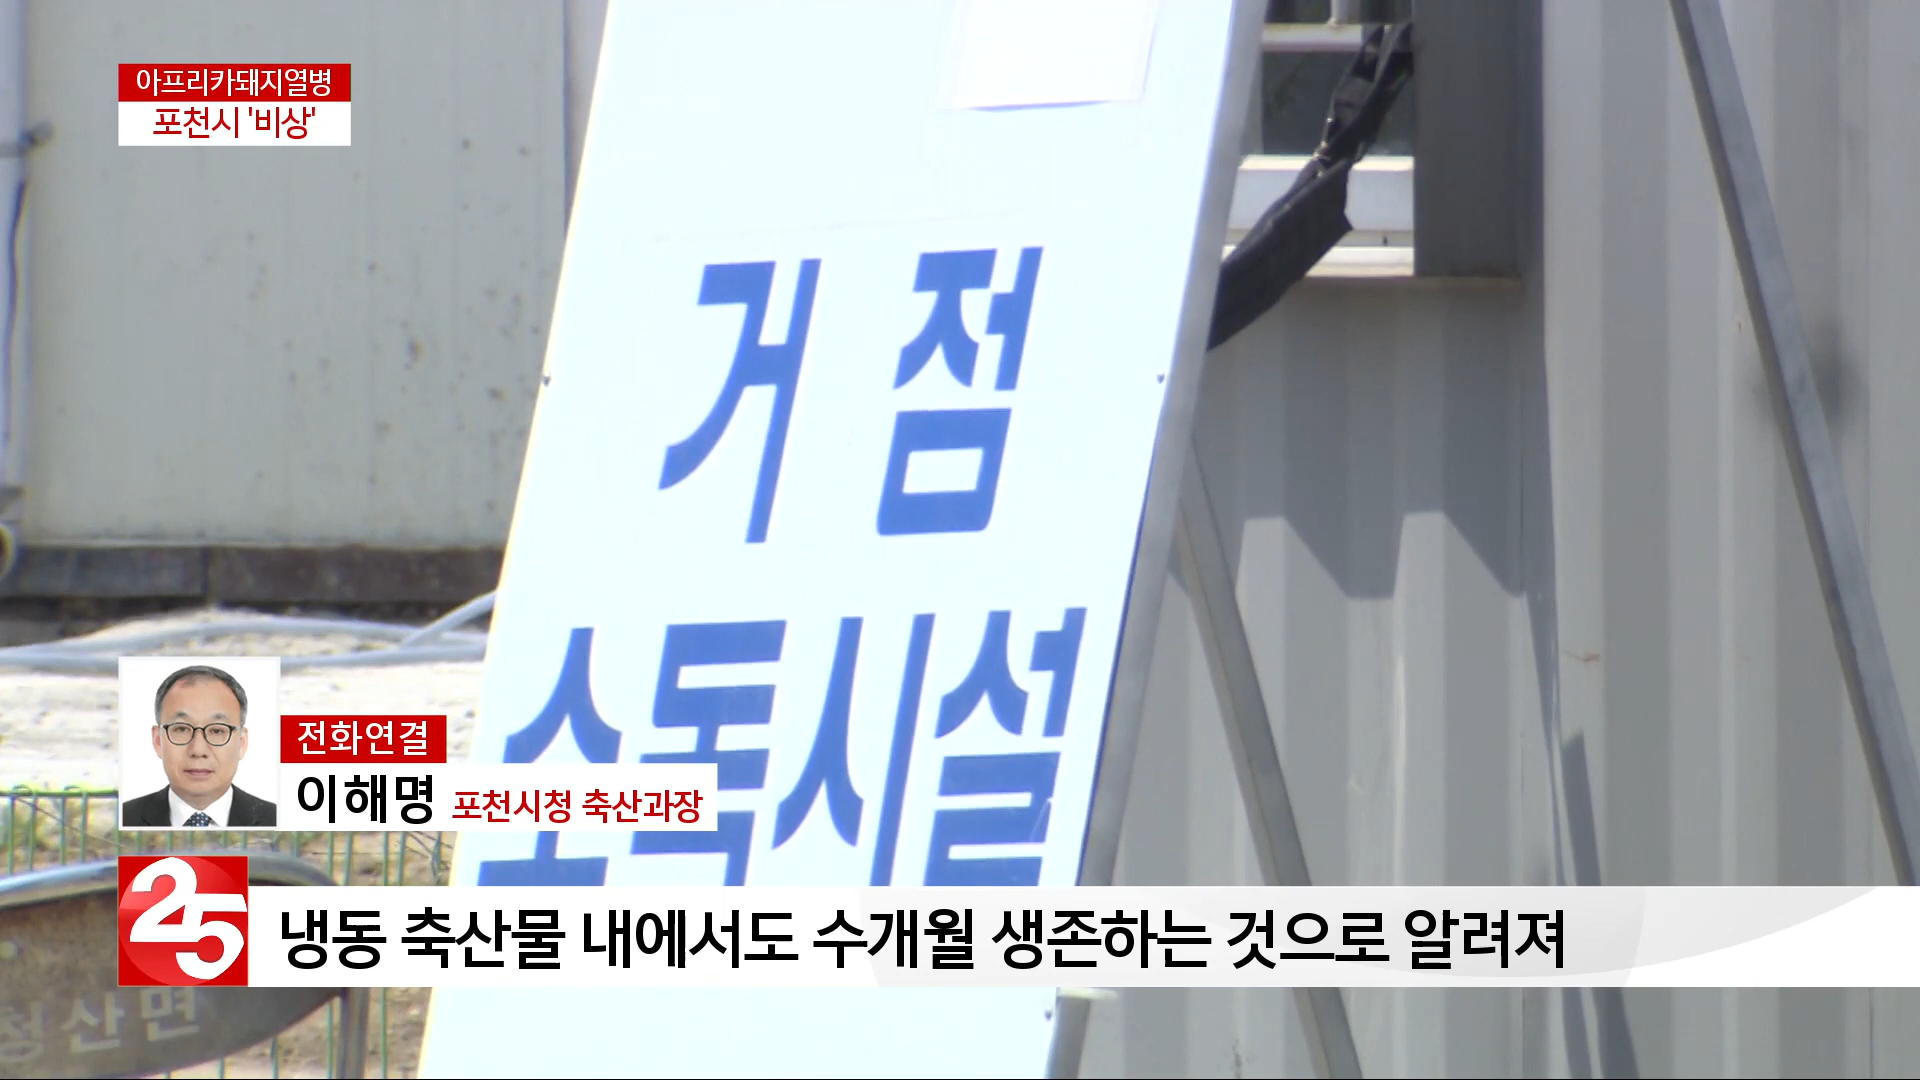 아프리카돼지열병
포천시 '비상'
거점
소독시설
전화연결
이해명 포천시청 축산과장
25
냉동 축산물 내에서도 수개월 생존하는 것으로 알려져
청산면